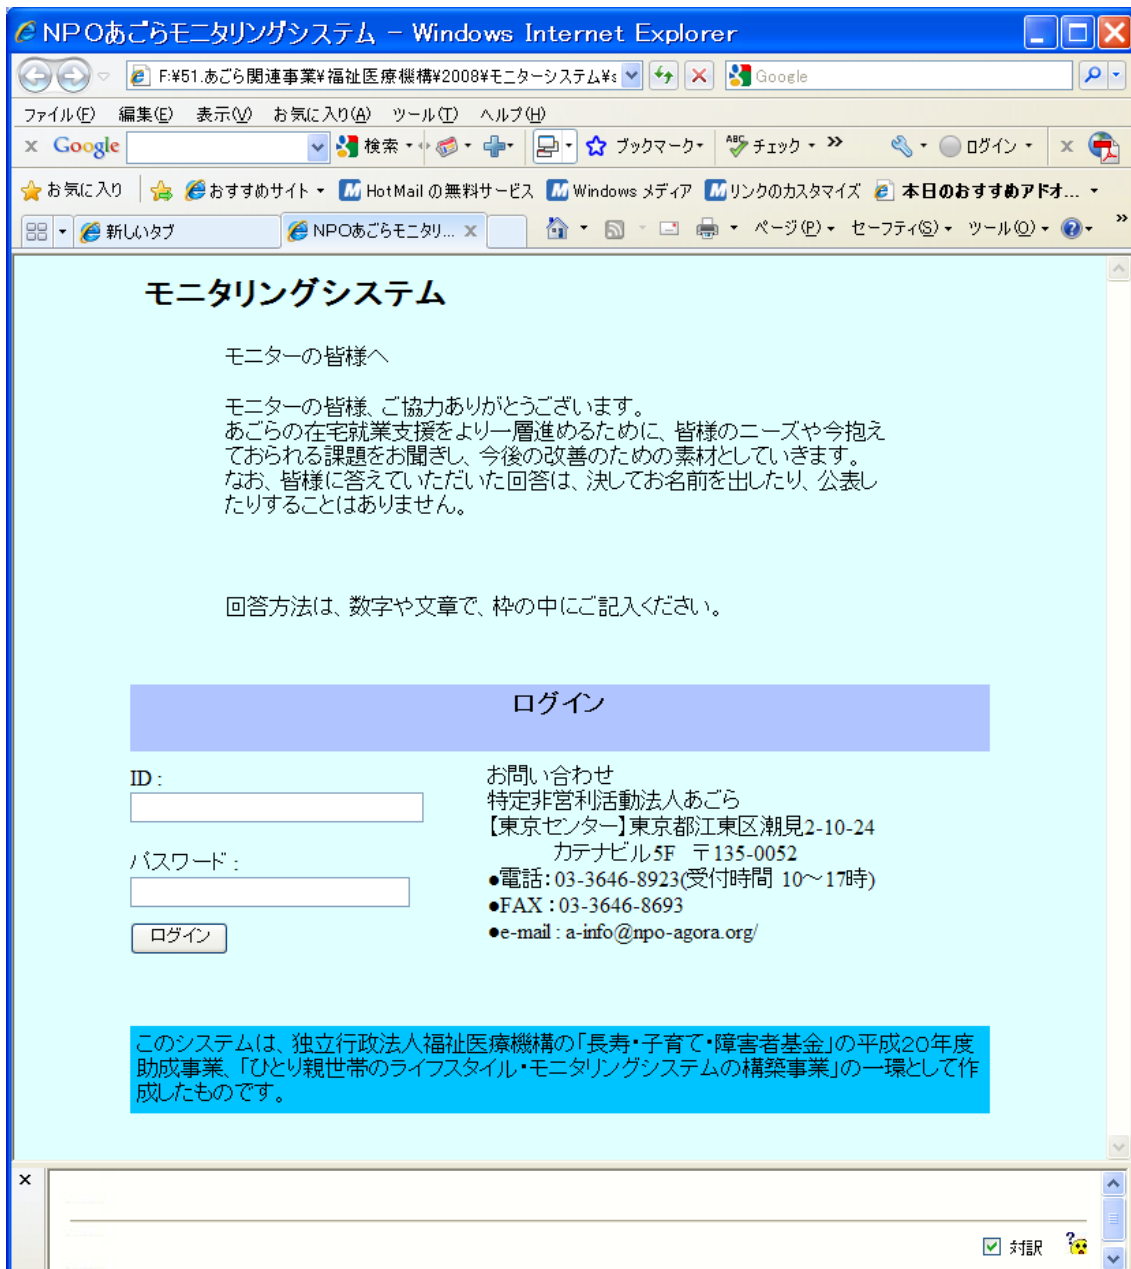 NPOあごらモニタリングシステム - Windows Internet Explorer
F:¥51.あごら関連事業¥福祉医療機構¥2008¥モニターシステム¥s
Google
ファイル(F) 編集(E) 表示(V) お気に入り(A) ツール(T) ヘルプ(H)
x Google 検索 ブックマーク チェック ログイン x
お気に入り おすすめサイト HotMail の無料サービス Windows メディア リンクのカスタマイズ 本日のおすすめアドオ...
新しいタブ NPOあごらモニタリ... x ページ(P) セーフティ(S) ツール(O)
モニタリングシステム
モニターの皆様へ
モニターの皆様、ご協力ありがとうございます。
あごらの在宅就業支援をより一層進めるために、皆様のニーズや今抱え
ておられる課題をお聞きし、今後の改善のための素材としていきます。
なお、皆様に答えていただいた回答は、決してお名前を出したり、公表し
たりすることはありません。
回答方法は、数字や文章で、枠の中にご記入ください。
ログイン
ID :
パスワード :
ログイン
お問い合わせ
特定非営利活動法人あごら
【東京センター】東京都江東区潮見2-10-24
カテナビル5F 〒135-0052
●電話：03-3646-8923(受付時間 10～17時)
●FAX：03-3646-8693
●e-mail : a-info@npo-agora.org/
このシステムは、独立行政法人福祉医療機構の「長寿・子育て・障害者基金」の平成20年度
助成事業、「ひとり親世帯のライフスタイル・モニタリングシステムの構築事業」の一環として作
成したものです。
対訳